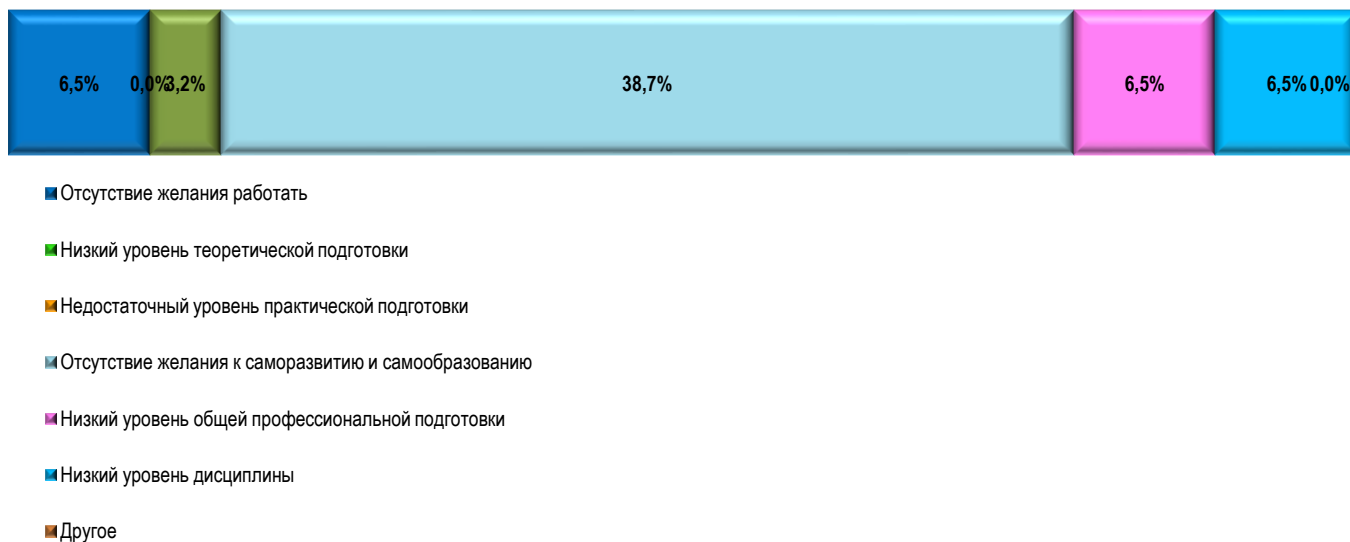 6,5% 0,0% 3,2% 38,7% 6,5% 6,5% 0,0%
Отсутствие желания работать
Низкий уровень теоретической подготовки
Недостаточный уровень практической подготовки
Отсутствие желания к саморазвитию и самообразованию
Низкий уровень общей профессиональной подготовки
Низкий уровень дисциплины
Другое